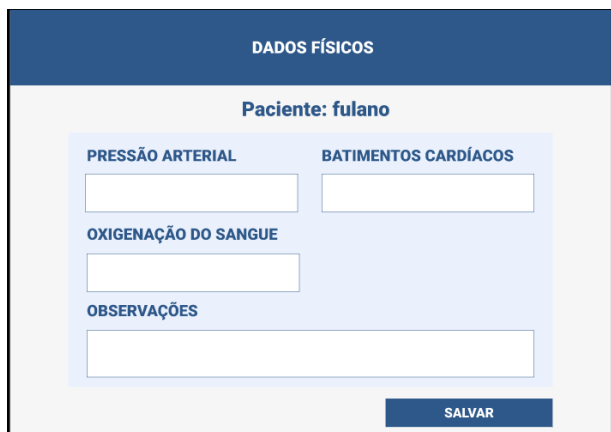 DADOS FÍSICOS
Paciente: fulano
PRESSÃO ARTERIAL
BATIMENTOS CARDÍACOS
OXIGENAÇÃO DO SANGUE
OBSERVAÇÕES
SALVAR